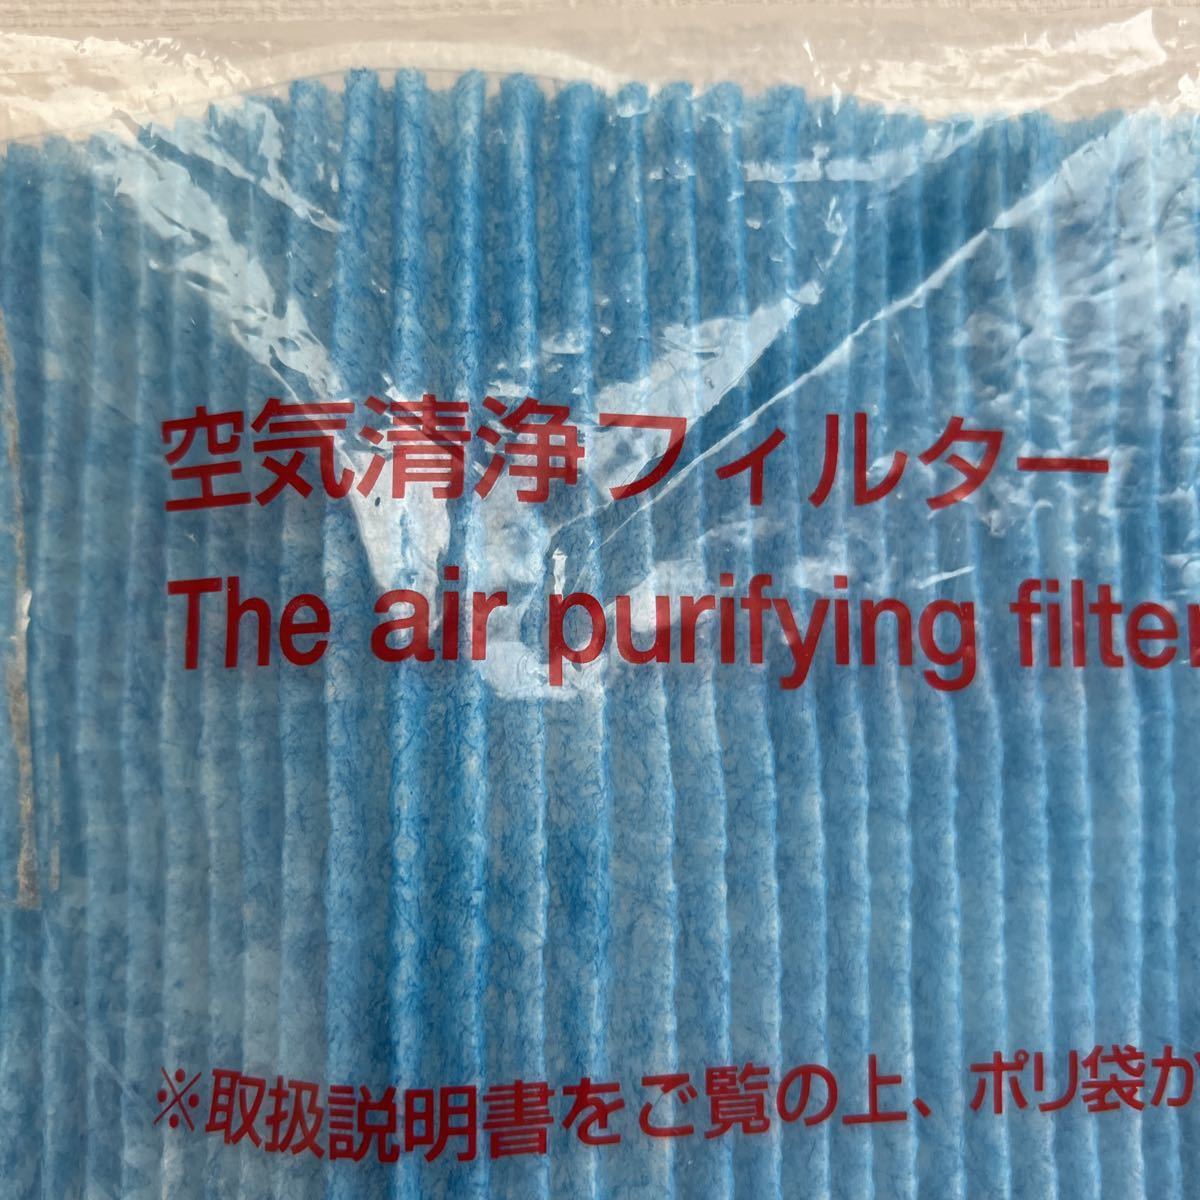 空気清浄フィルター
The air purifying filter
※取扱説明書をご覧の上、ポリ袋か